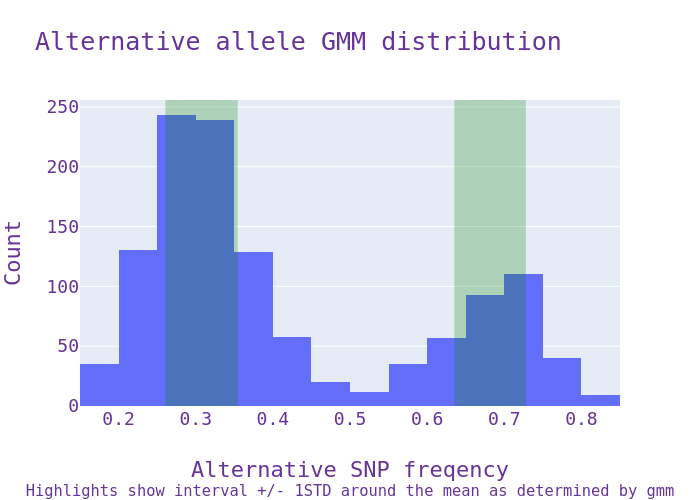 Alternative allele GMM distribution
250
200
150
100
50
0
Count
0.2 0.3 0.4 0.5 0.6 0.7 0.8
Alternative SNP freqency
Highlights show interval +/- 1STD around the mean as determined by gmm